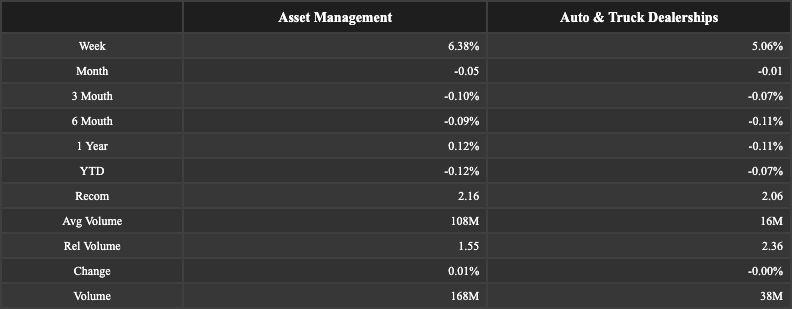 Asset Management Auto & Truck Dealerships
Week 6.38% 5.06%
Month -0.05 -0.01
3 Mouth -0.10% -0.07%
6 Mouth -0.09% -0.11%
1 Year 0.12% -0.11%
YTD -0.12% -0.07%
Recom 2.16 2.06
Avg Volume 108M 16M
Rel Volume 1.55 2.36
Change 0.01% -0.00%
Volume 168M 38M